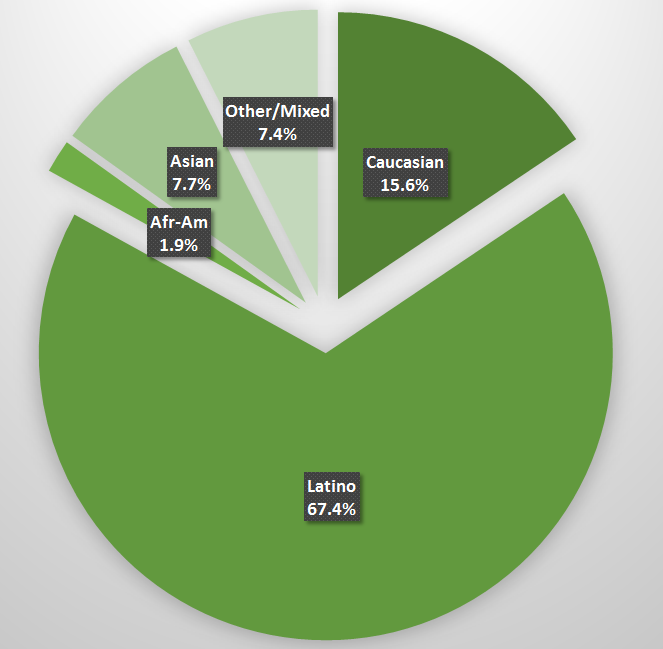 Other/Mixed
7.4%
Caucasian
15.6%
Asian
7.7%
Afr-Am
1.9%
Latino
67.4%